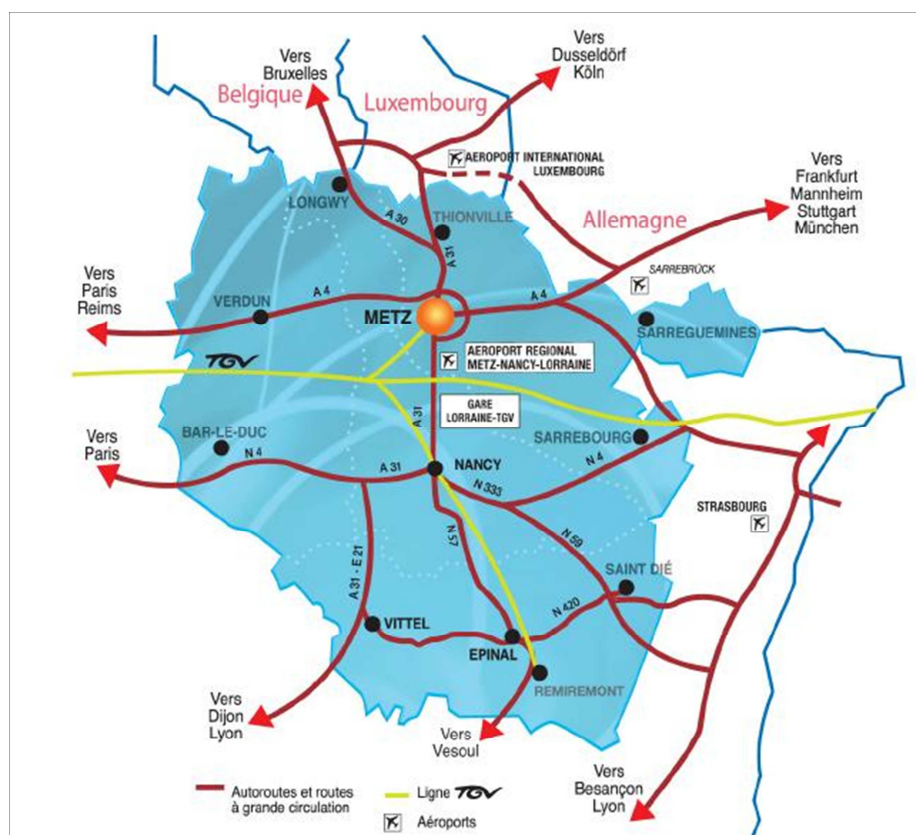 Vers
Bruxelles
Vers
Dusseldörf
Köln
Belgique
Luxembourg
AEROPORT INTERNATIONAL
LUXEMBOURG
Vers
Frankfurt
Mannheim
Stuttgart
München
LONGWY
A 30
THIONVILLE
Allemagne
A 31
SARREBRÜCK
Vers
Paris
Reims
VERDUN
A 4
METZ
A 4
SARREGUEMINES
AEROPORT REGIONAL
METZ-NANCY-LORRAINE
TGV
GARE
LORRAINE-TGV
A 31
Vers
Paris
BAR-LE-DUC
N 4
A 31
NANCY
N 333
N 4
SARREBOURG
STRASBOURG
N 57
N 59
A 31 - E 21
SAINT DIÉ
VITTEL
N 420
EPINAL
REMIREMONT
Vers
Dijon
Lyon
Vers
Vesoul
Vers
Besançon
Lyon
Autoroutes et routes
à grande circulation
Ligne TGV
Aéroports